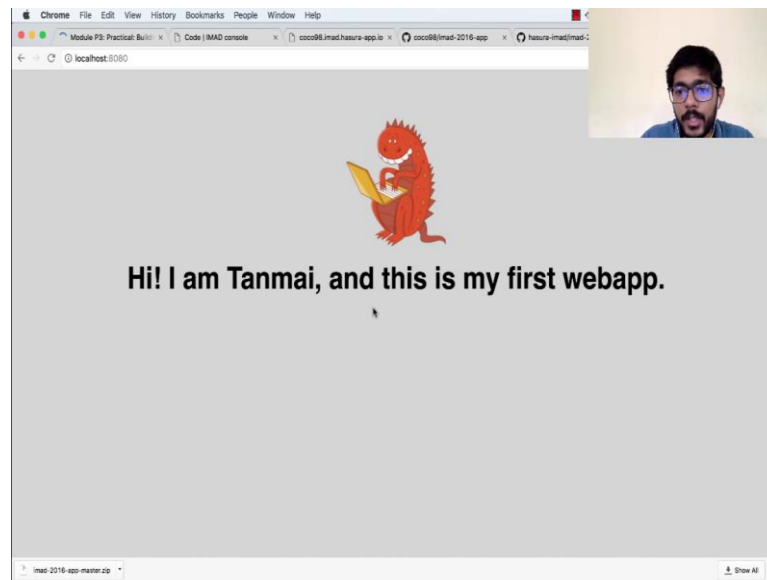 Chrome File Edit View History Bookmarks People Window Help
Module P3: Practical: Buildi Code | IMAD console coco98.imad.hasura-app.io coco98/imad-2016-app hasura-imad/imad-2
localhost:8080
Hi! I am Tanmai, and this is my first webapp.
imad-2016-app-master.zip Show All